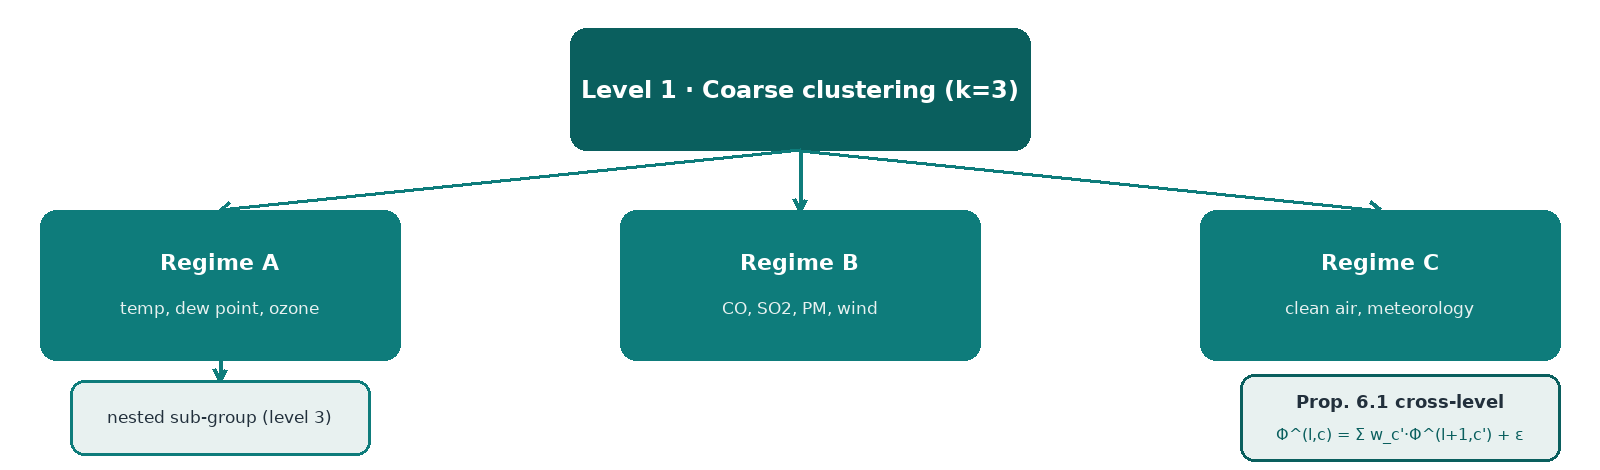 Level 1 · Coarse clustering (k=3)
Regime A
temp, dew point, ozone
Regime B
CO, SO2, PM, wind
Regime C
clean air, meteorology
nested sub-group (level 3)
Prop. 6.1 cross-level
Φ^(l,c) = Σ w_c'·Φ^(l+1,c') + ε